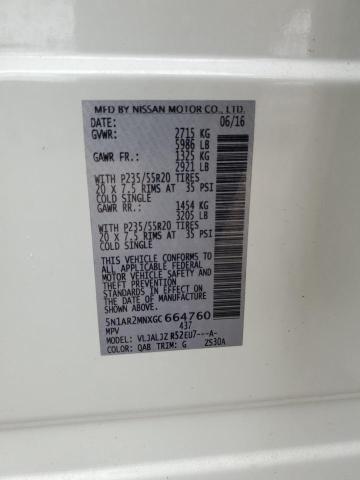 MFD BY NISSAN MOTOR CO., LTD.
DATE: 06/16
GVWR: 2715 KG
5986 LB
GAWR FR.: 1325 KG
2921 LB
WITH P235/55R20 TIRES
20 X 7.5 RIMS AT 35 PSI
COLD SINGLE
GAWR RR.: 1454 KG
3205 LB
WITH P235/55R20 TIRES
20 X 7.5 RIMS AT 35 PSI
COLD SINGLE
THIS VEHICLE CONFORMS TO ALL
APPLICABLE FEDERAL
MOTOR VEHICLE SAFETY AND
THEFT PREVENTION
STANDARDS IN EFFECT ON THE
DATE OF MANUFACTURE
SHOWN ABOVE.
5N1AR2MNXGC664760
MPV 437
MODEL: VLJALJZ R52EU7---A-
COLOR: QAB TRIM: G ZS30A